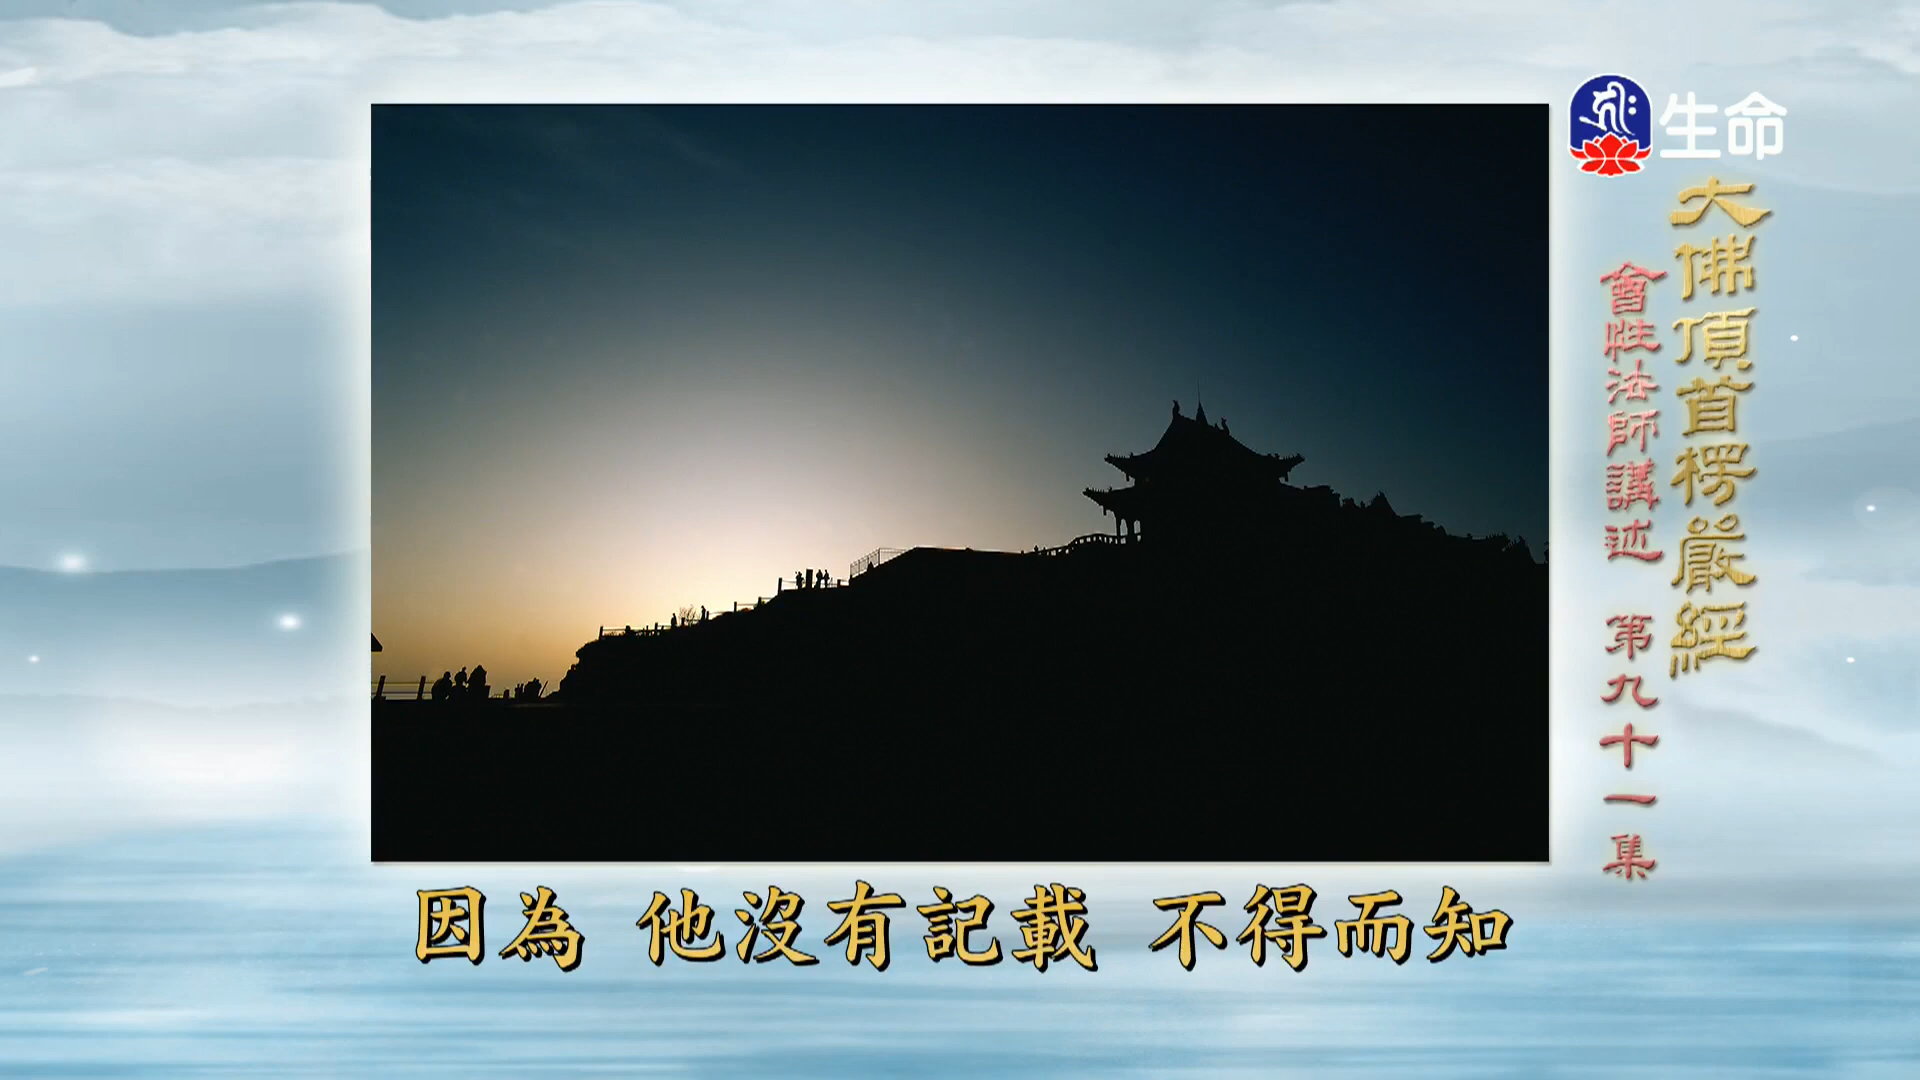 生命
大佛頂首楞嚴經
會性法師講述 第九十一集
因為 他沒有記載 不得而知